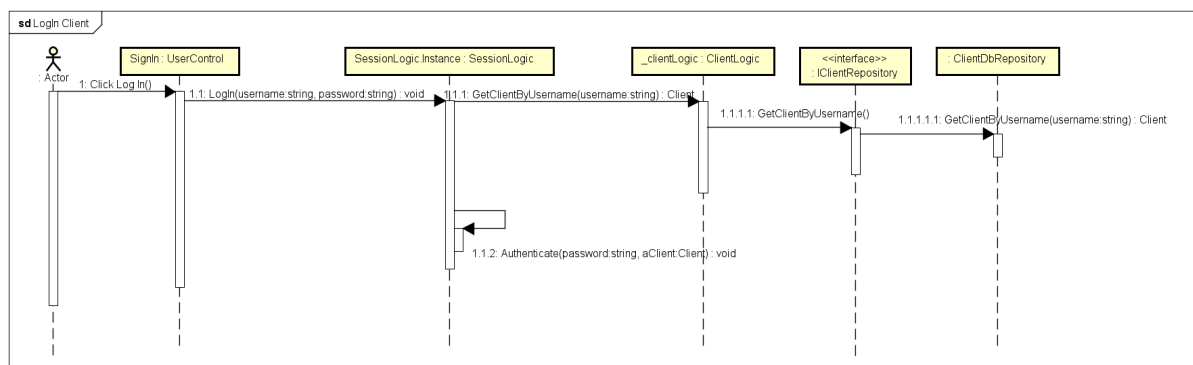 sd LogIn Client
SignIn : UserControl
SessionLogic.Instance : SessionLogic
_clientLogic : ClientLogic
<<interface>>
: IClientRepository
: ClientDbRepository
: Actor
1: Click Log In()
1.1: LogIn(username:string, password:string) : void
1.1.1: GetClientByUsername(username:string) : Client
1.1.1.1: GetClientByUsername()
1.1.1.1.1: GetClientByUsername(username:string) : Client
1.1.2: Authenticate(password:string, aClient:Client) : void